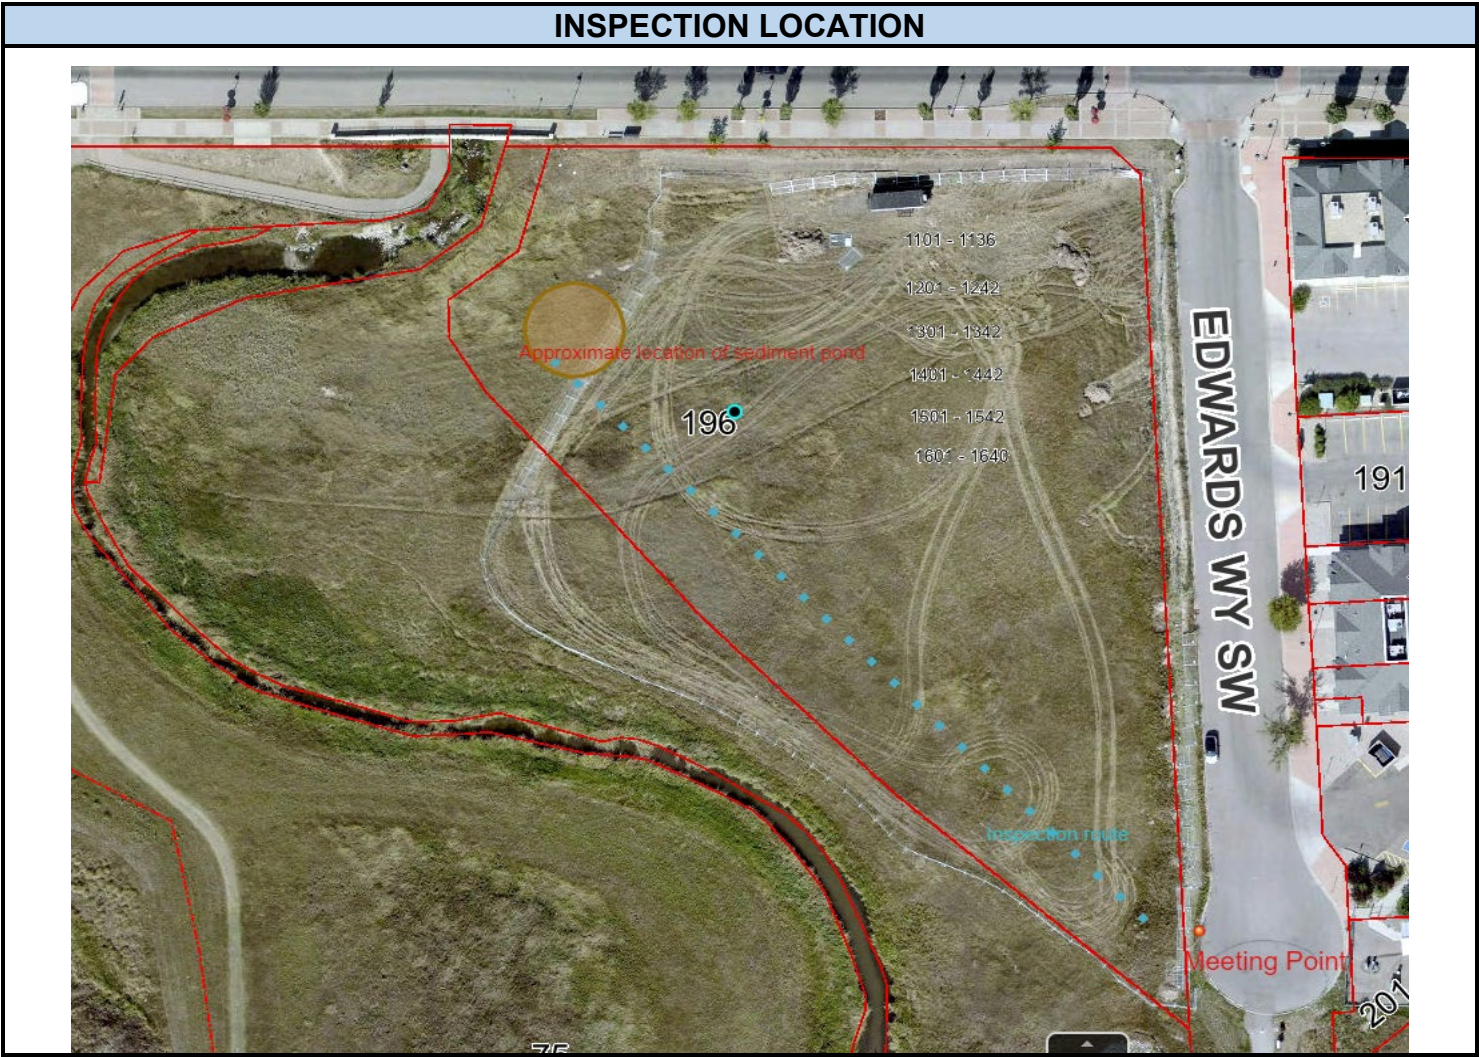 INSPECTION LOCATION
1101 - 1136
1201 - 1242
1301 - 1342
Approximate location of sediment pond
1401 - 1442
196
1501 - 1542
1601 - 1640
EDWARDS WY SW
191
Inspection route
Meeting Point
201
75